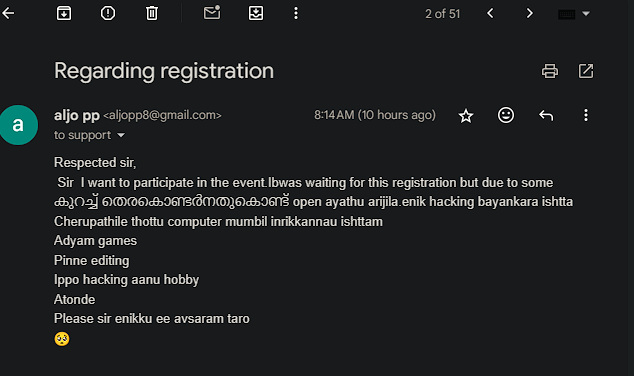 2 of 51
Regarding registration
a
aljo pp <aljopp8@gmail.com>
8:14 AM (10 hours ago)
to support
Respected sir,
Sir I want to participate in the event.Ibwas waiting for this registration but due to some
കുറച്ച് തെരകൊണ്ടർനതുകൊണ്ട് open ayathu arijila.enik hacking bayankara ishtta
Cherupathile thottu computer mumbil inrikkannau ishttam
Adyam games
Pinne editing
Ippo hacking aanu hobby
Atonde
Please sir enikku ee avsaram taro
🥺